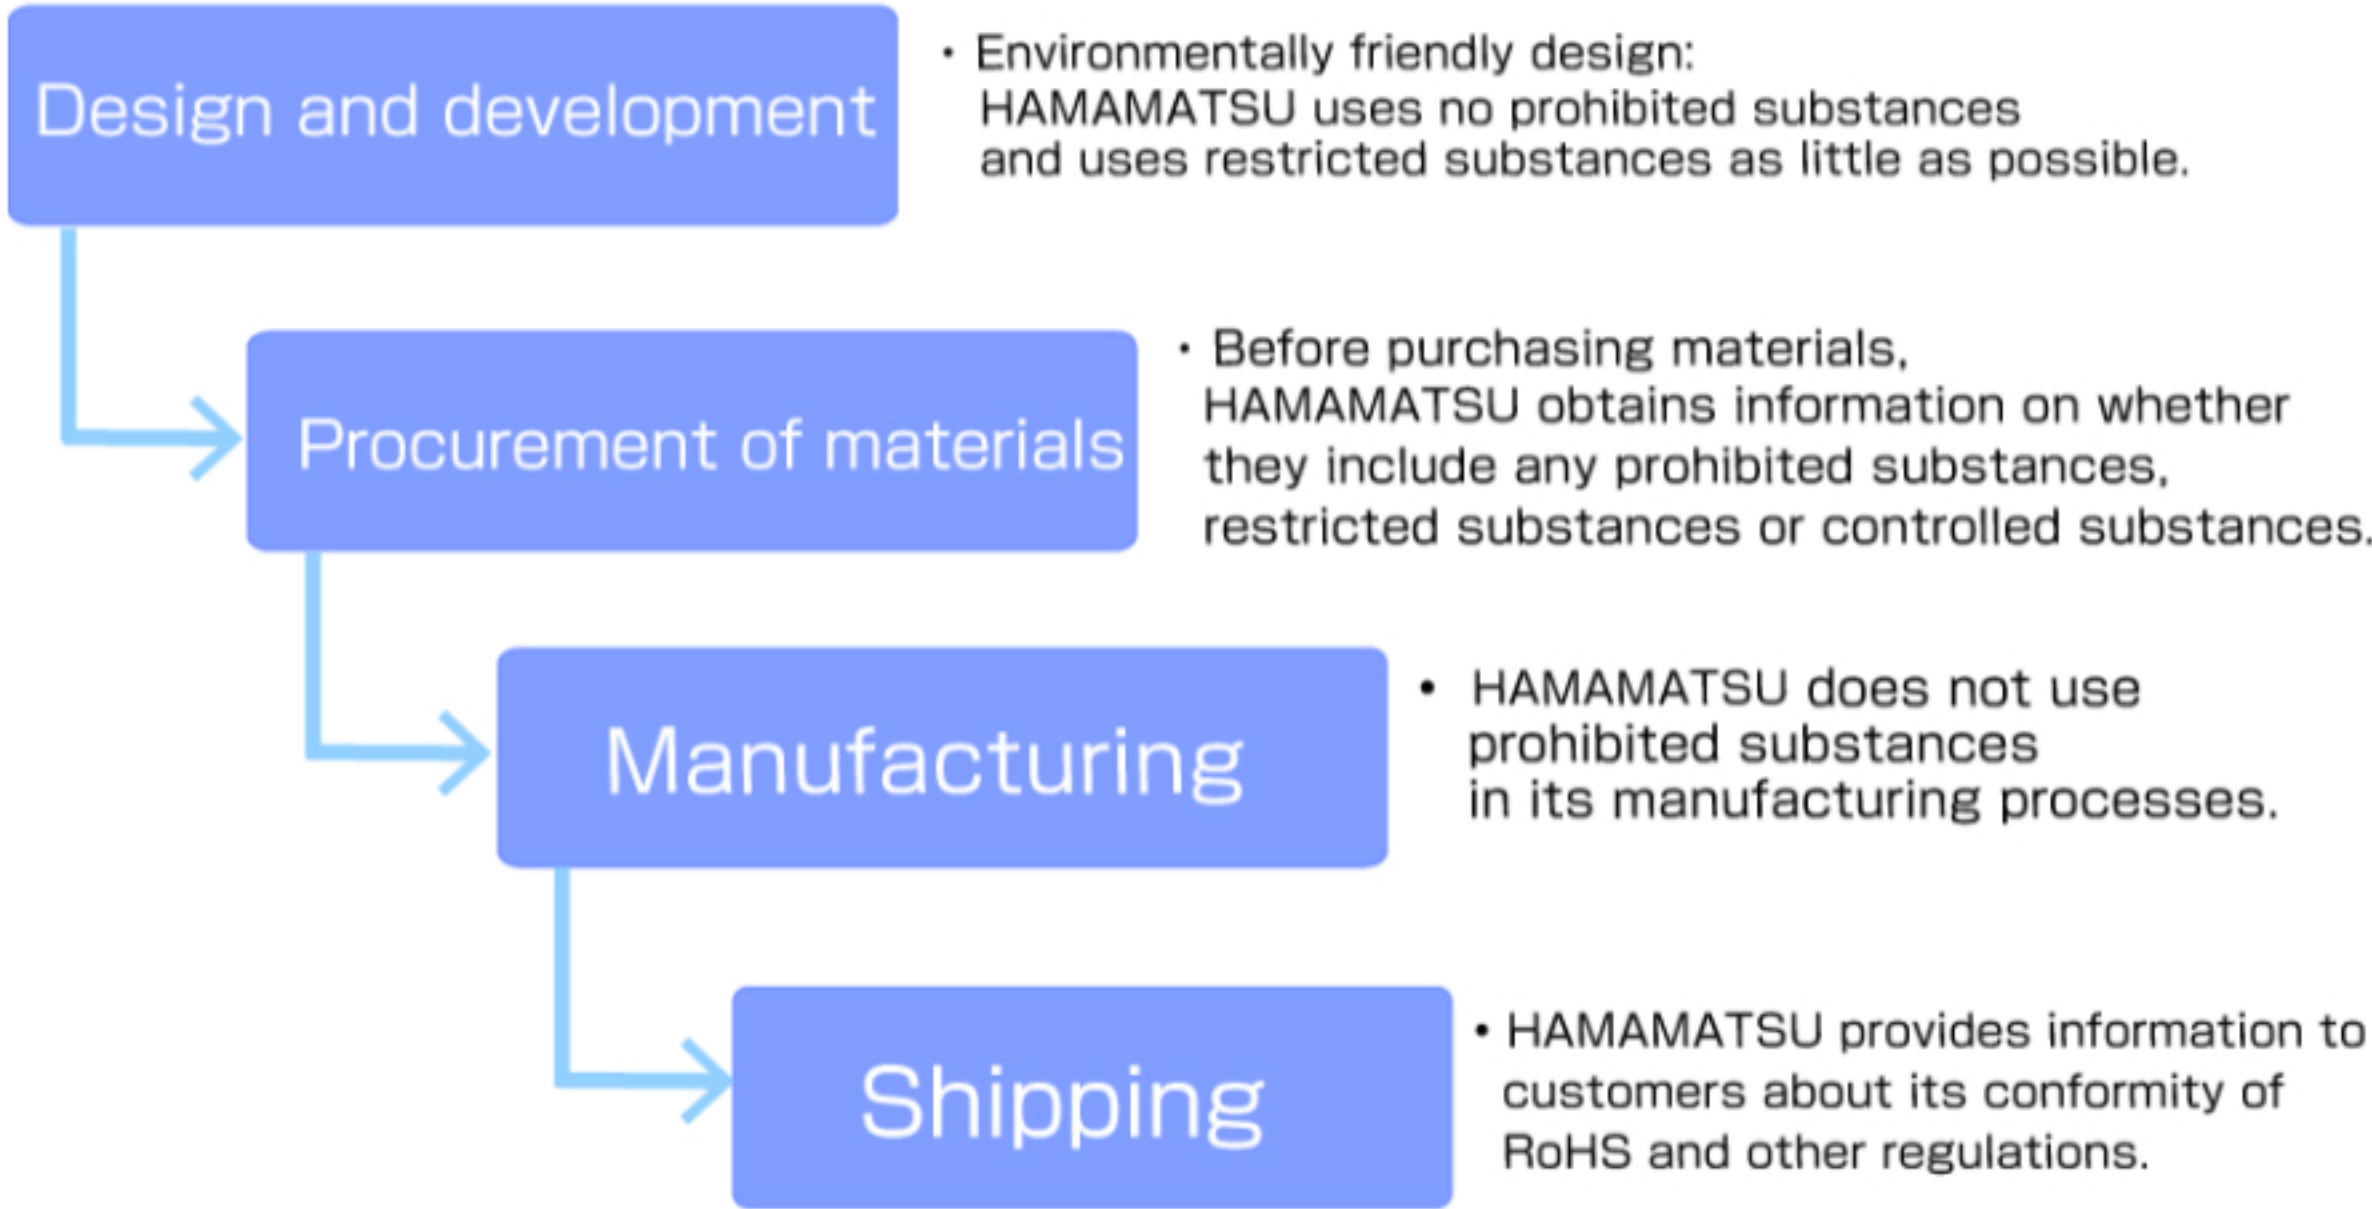 Design and development
・Environmentally friendly design:
HAMAMATSU uses no prohibited substances
and uses restricted substances as little as possible.
Procurement of materials
・Before purchasing materials,
HAMAMATSU obtains information on whether
they include any prohibited substances,
restricted substances or controlled substances.
Manufacturing
• HAMAMATSU does not use
prohibited substances
in its manufacturing processes.
Shipping
• HAMAMATSU provides information to
customers about its conformity of
RoHS and other regulations.